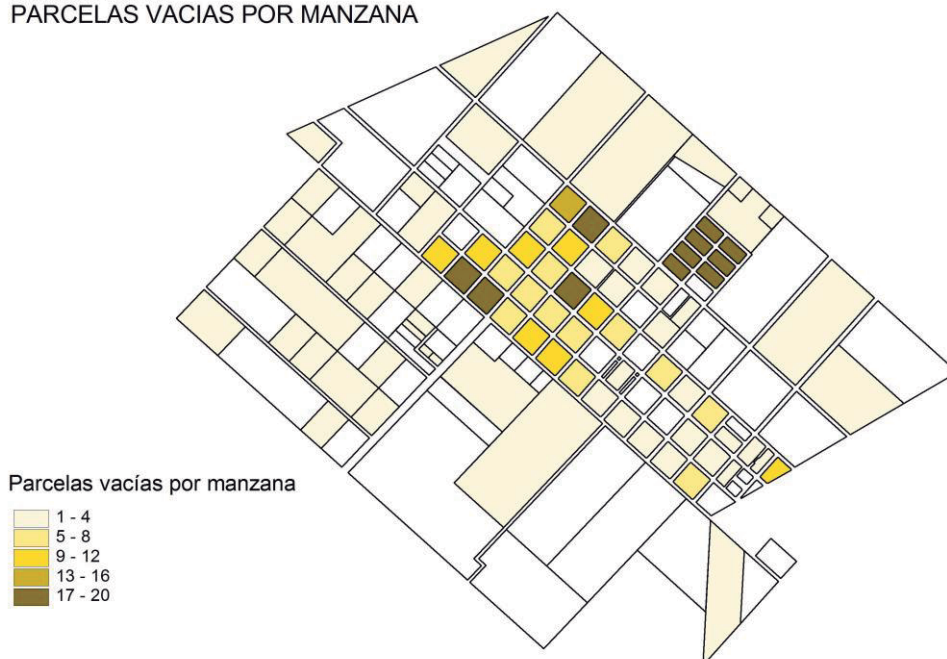 PARCELAS VACIAS POR MANZANA
Parcelas vacías por manzana
1 - 4
5 - 8
9 - 12
13 - 16
17 - 20